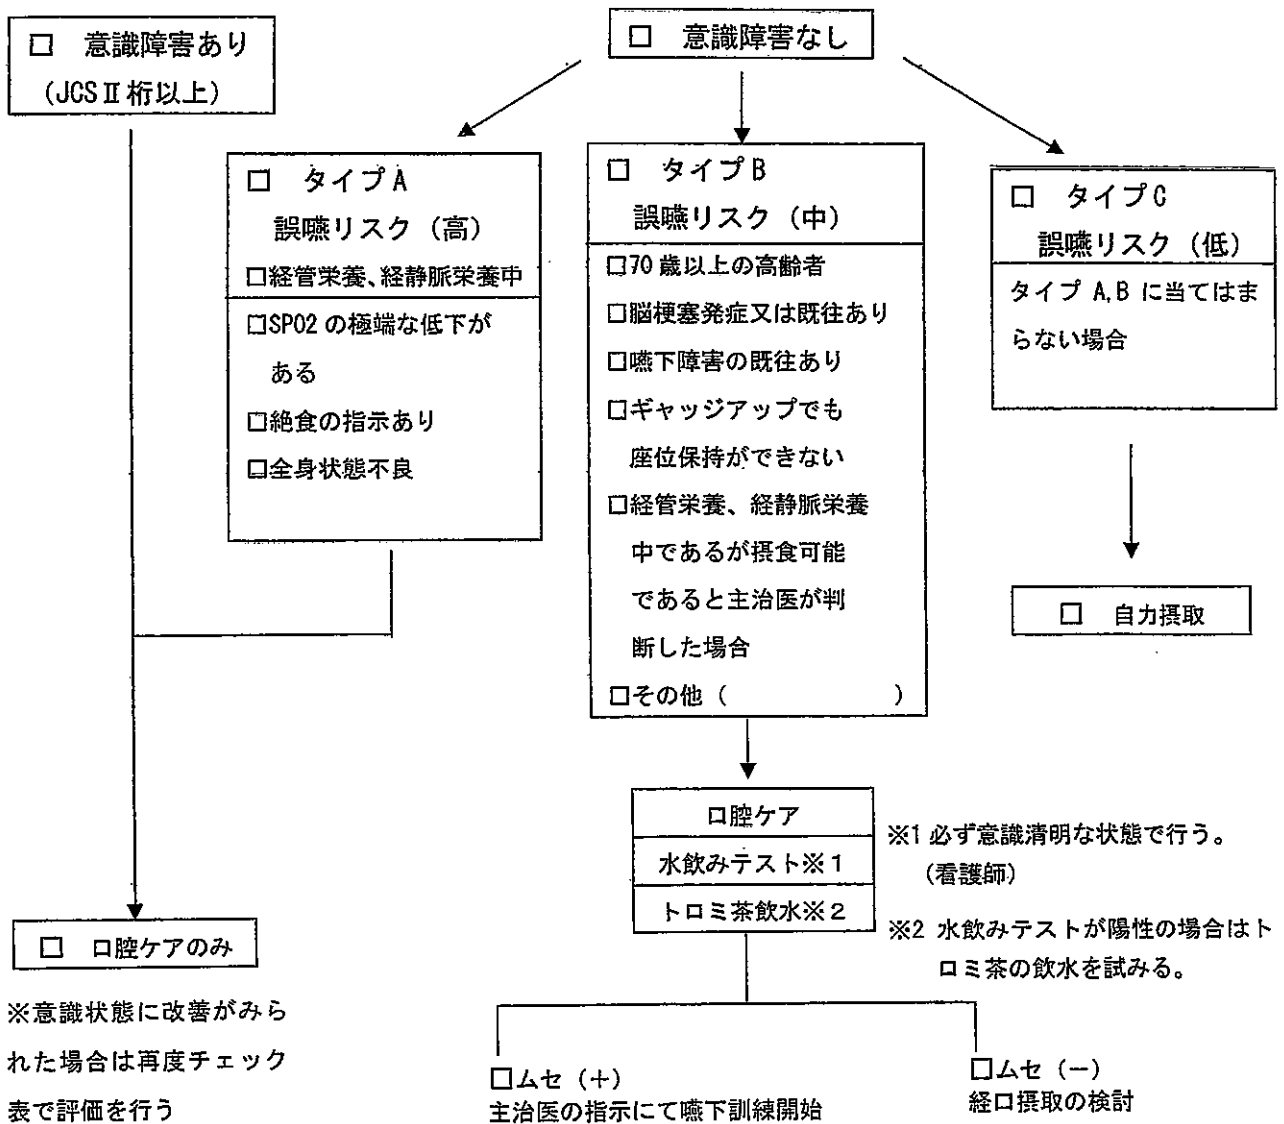 □ 意識障害あり
(JCSⅡ桁以上)
□ 意識障害なし
□ タイプA
誤嚥リスク(高)
□経管栄養、経静脈栄養中
□SPO2の極端な低下が
ある
□絶食の指示あり
□全身状態不良
□ タイプB
誤嚥リスク(中)
□70歳以上の高齢者
□脳梗塞発症又は既往あり
□嚥下障害の既往あり
□ギャッジアップでも
座位保持ができない
□経管栄養、経静脈栄養
中であるが摂食可能
であると主治医が判
断した場合
□その他( )
□ タイプC
誤嚥リスク(低)
タイプ A,B に当てはま
らない場合
□ 自力摂取
口腔ケア
水飲みテスト※1
トロミ茶飲水※2
※1 必ず意識清明な状態で行う。
(看護師)
※2 水飲みテストが陽性の場合はト
ロミ茶の飲水を試みる。
□ 口腔ケアのみ
※意識状態に改善がみら
れた場合は再度チェック
表で評価を行う
□ムセ(+)
主治医の指示にて嚥下訓練開始
□ムセ(-)
経口摂取の検討